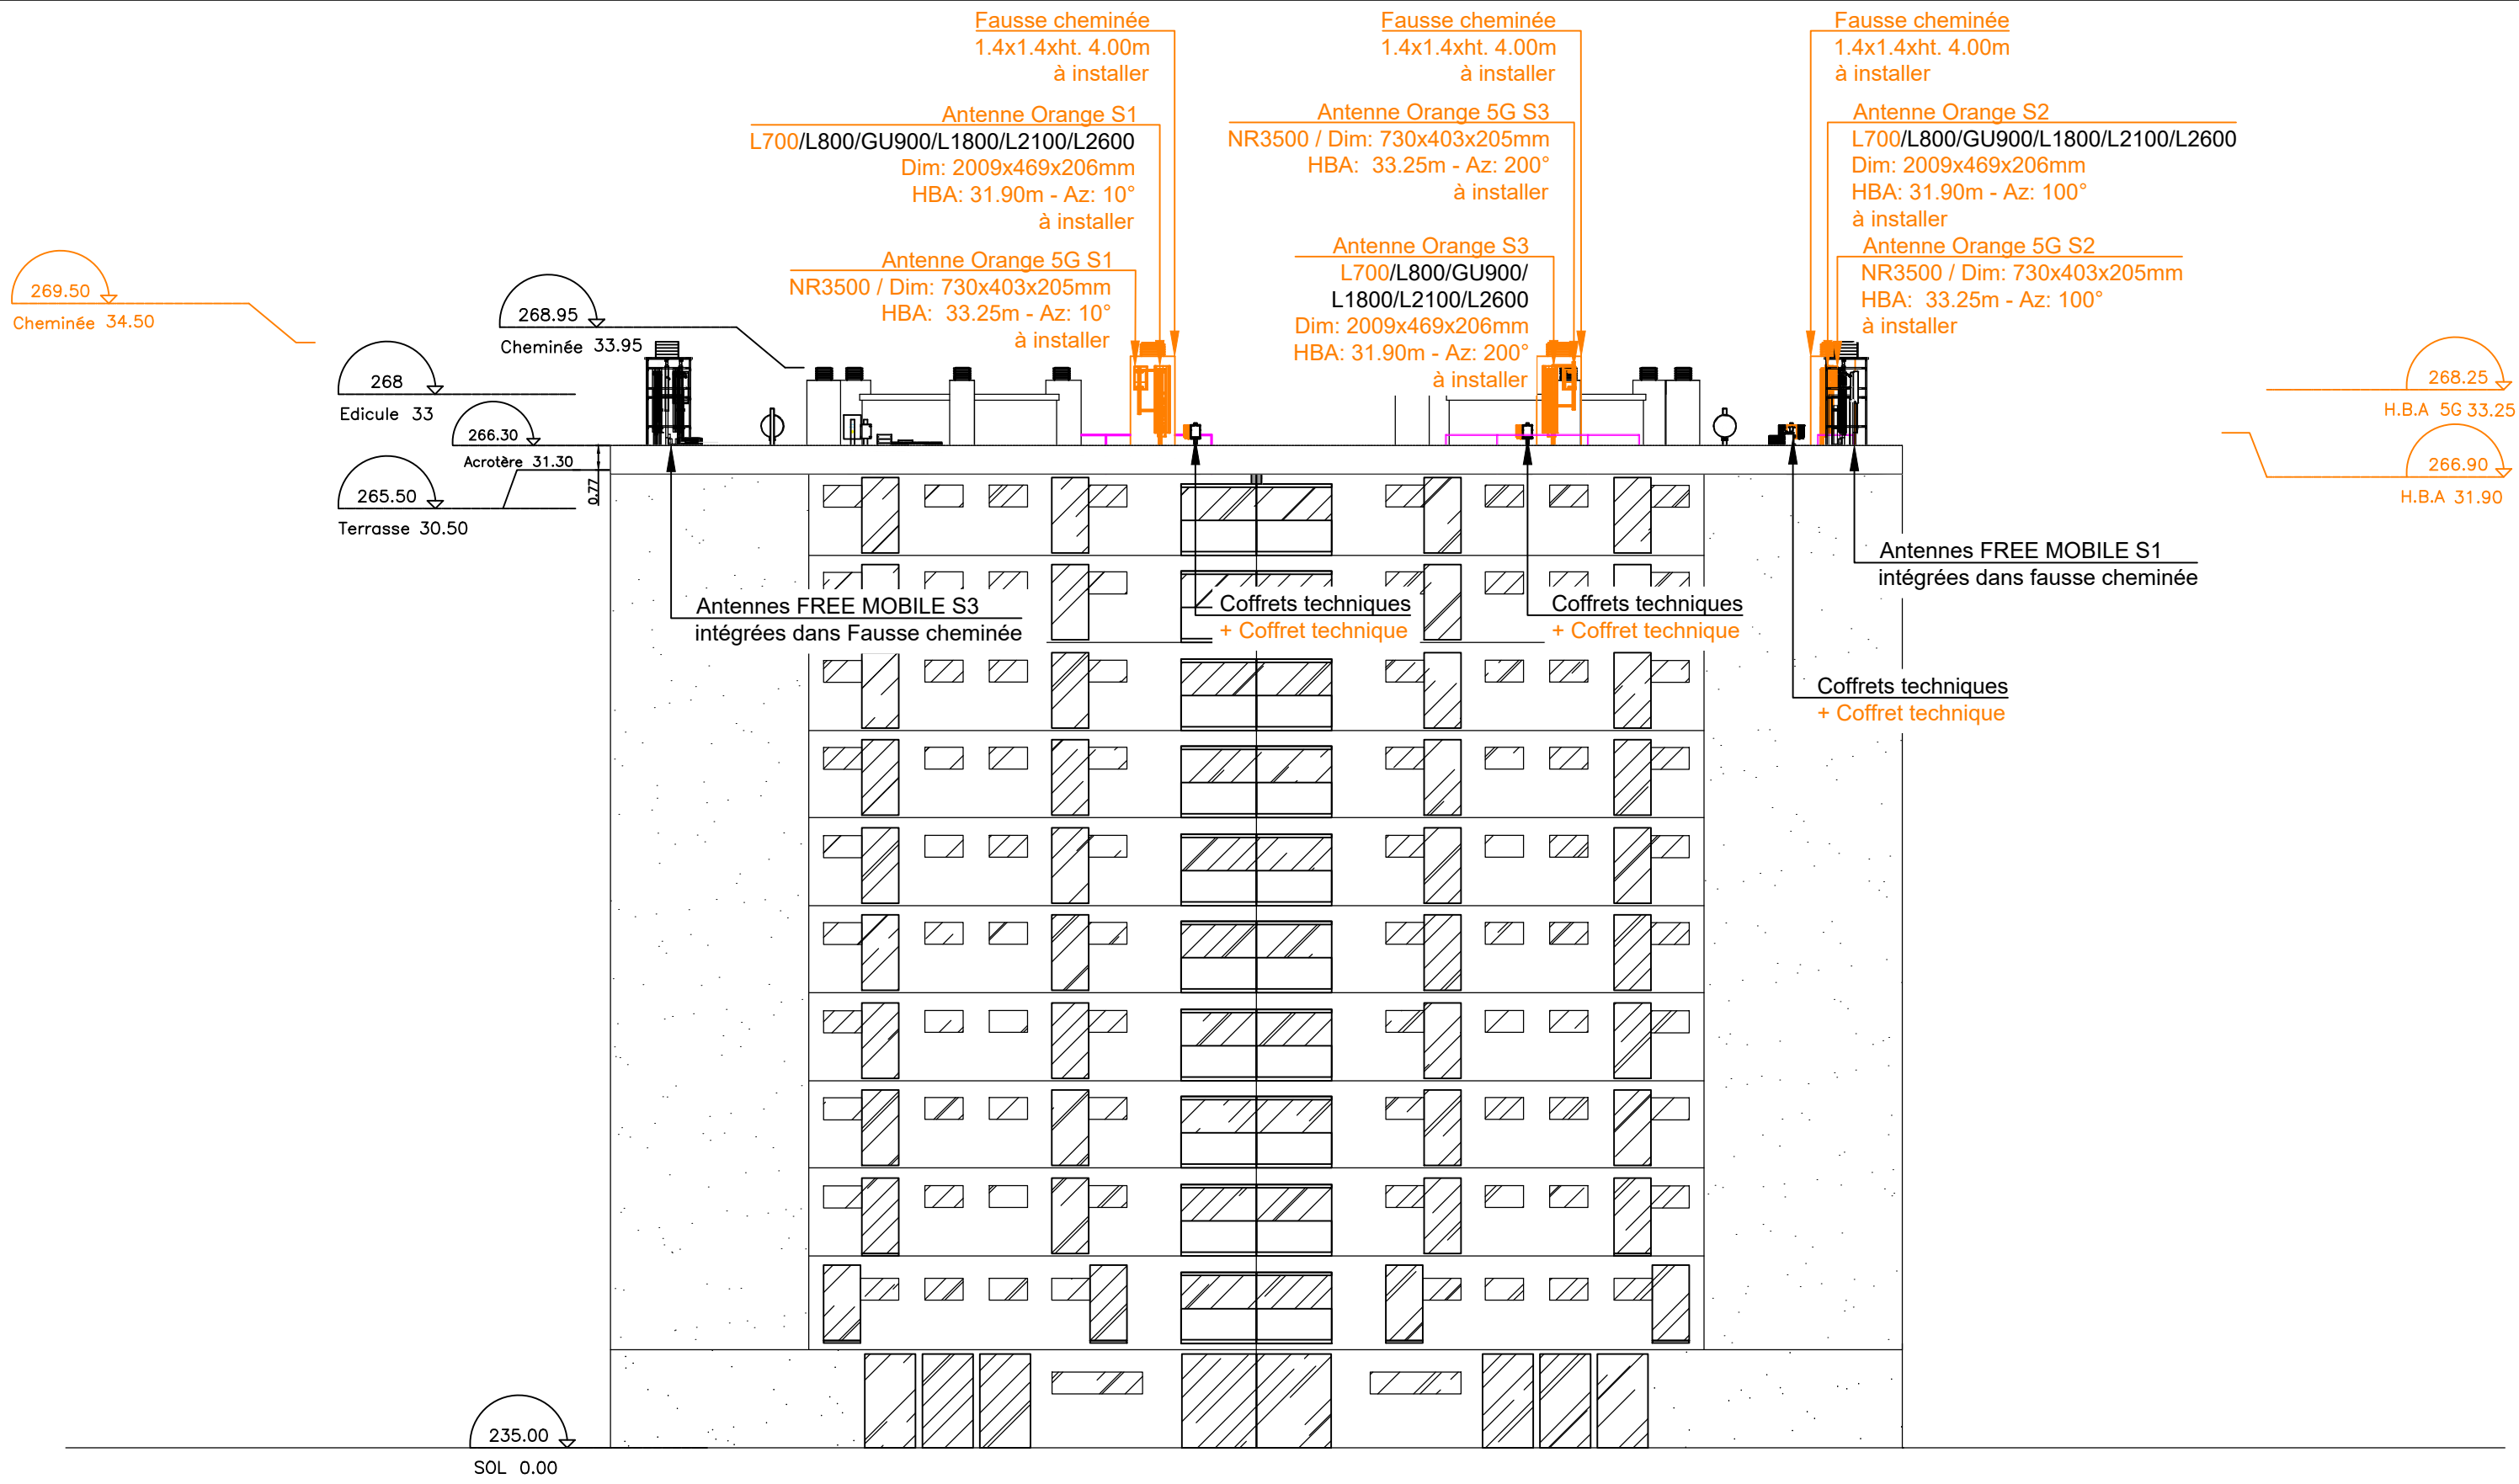 Fausse cheminée
1.4x1.4xht. 4.00m
à installer
Fausse cheminée
1.4x1.4xht. 4.00m
à installer
Fausse cheminée
1.4x1.4xht. 4.00m
à installer
Antenne Orange S1
L700/L800/GU900/L1800/L2100/L2600
Dim: 2009x469x206mm
HBA: 31.90m - Az: 10°
à installer
Antenne Orange 5G S3
NR3500 / Dim: 730x403x205mm
HBA: 33.25m - Az: 200°
à installer
Antenne Orange S2
L700/L800/GU900/L1800/L2100/L2600
Dim: 2009x469x206mm
HBA: 31.90m - Az: 100°
à installer
Antenne Orange 5G S1
NR3500 / Dim: 730x403x205mm
HBA: 33.25m - Az: 10°
à installer
Antenne Orange S3
L700/L800/GU900/
L1800/L2100/L2600
Dim: 2009x469x206mm
HBA: 31.90m - Az: 200°
à installer
Antenne Orange 5G S2
NR3500 / Dim: 730x403x205mm
HBA: 33.25m - Az: 100°
à installer
269.50
Cheminée 34.50
268.95
Cheminée 33.95
268
Edicule 33
266.30
Acrotère 31.30
265.50
Terrasse 30.50
0.77
268.25
H.B.A 5G 33.25
266.90
H.B.A 31.90
Antennes FREE MOBILE S1
intégrées dans fausse cheminée
Antennes FREE MOBILE S3
intégrées dans Fausse cheminée
Coffrets techniques
+ Coffret technique
Coffrets techniques
+ Coffret technique
Coffrets techniques
+ Coffret technique
235.00
SOL 0.00